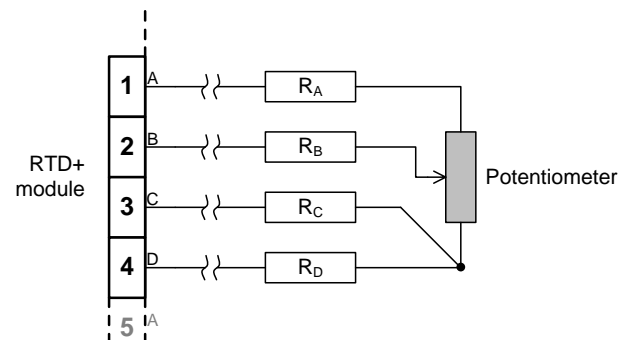 1 A R_A
2 B R_B
RTD+
module
Potentiometer
3 C R_C
4 D R_D
5 A